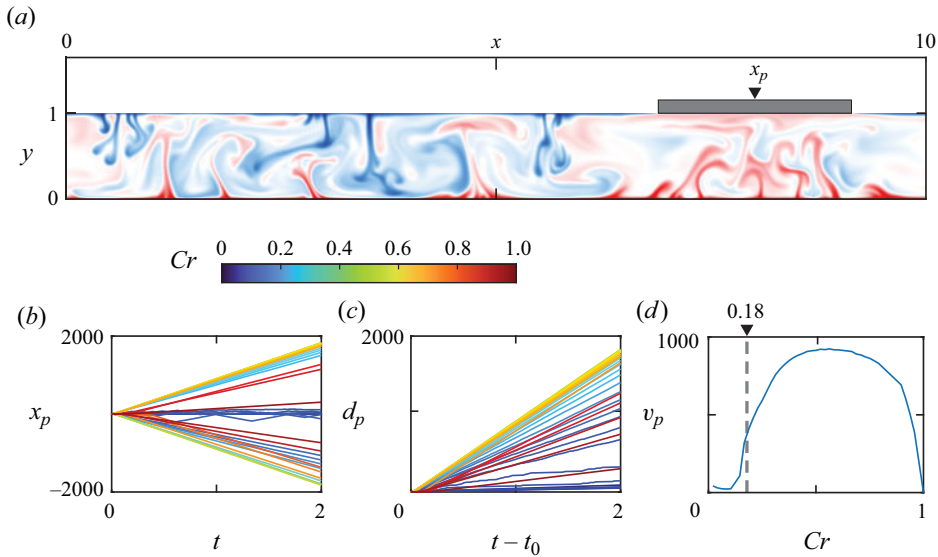 (a)
0 x 10
x_p
1
y
0
Cr 0 0.2 0.4 0.6 0.8 1.0
(b) (c) (d)
0.18
2000 2000 1000
x_p d_p v_p
−2000 0 0
0 2 0 2 0 1
t t − t_0 Cr